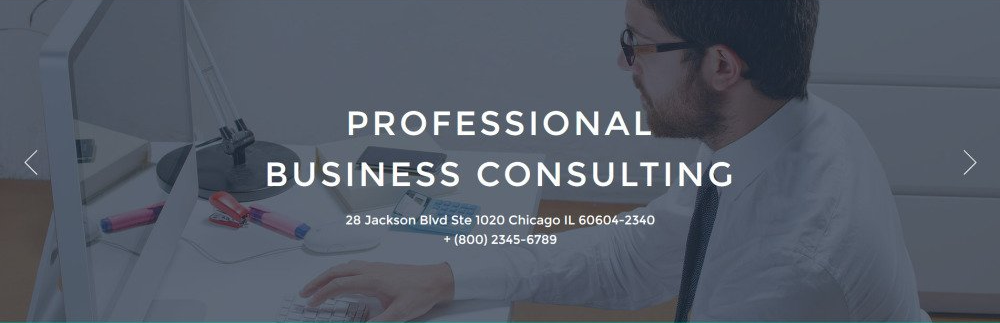 PROFESSIONAL
BUSINESS CONSULTING
28 Jackson Blvd Ste 1020 Chicago IL 60604-2340
+ (800) 2345-6789